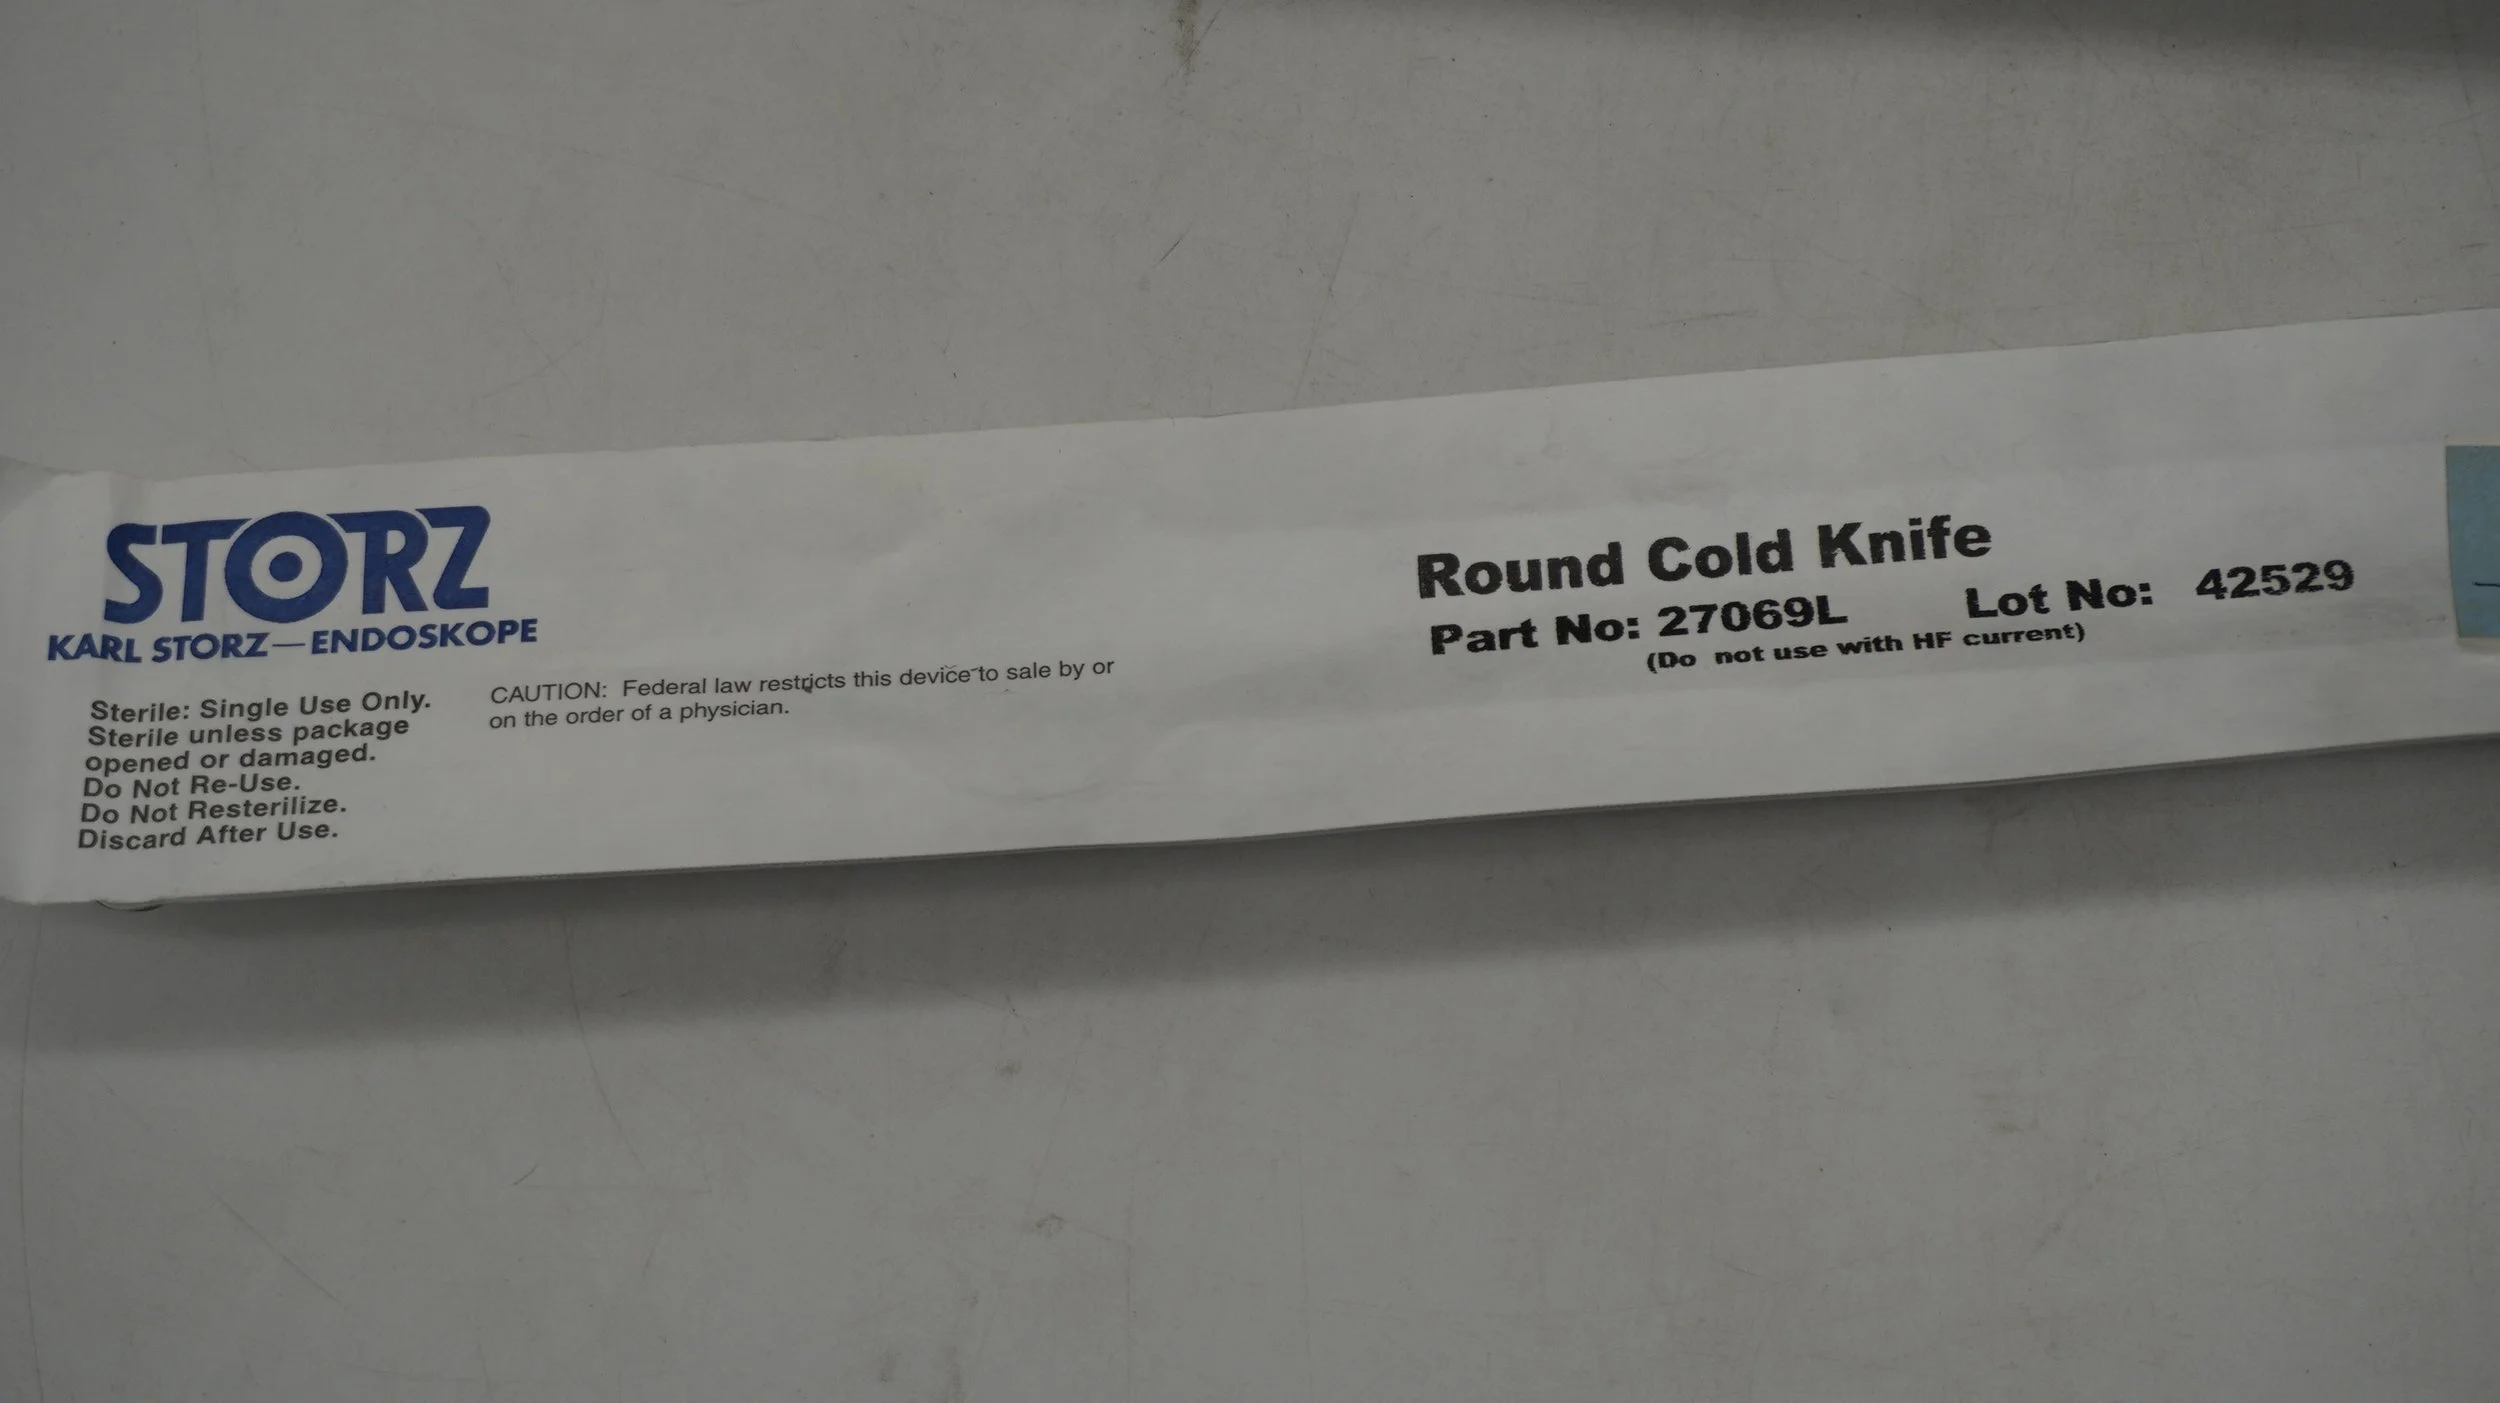 STORZ
KARL STORZ—ENDOSKOPE
Sterile: Single Use Only.
Sterile unless package
opened or damaged.
Do Not Re-Use.
Do Not Resterilize.
Discard After Use.
CAUTION: Federal law restricts this device to sale by or
on the order of a physician.
Round Cold Knife
Part No: 27069L Lot No: 42529
(Do not use with HF current)